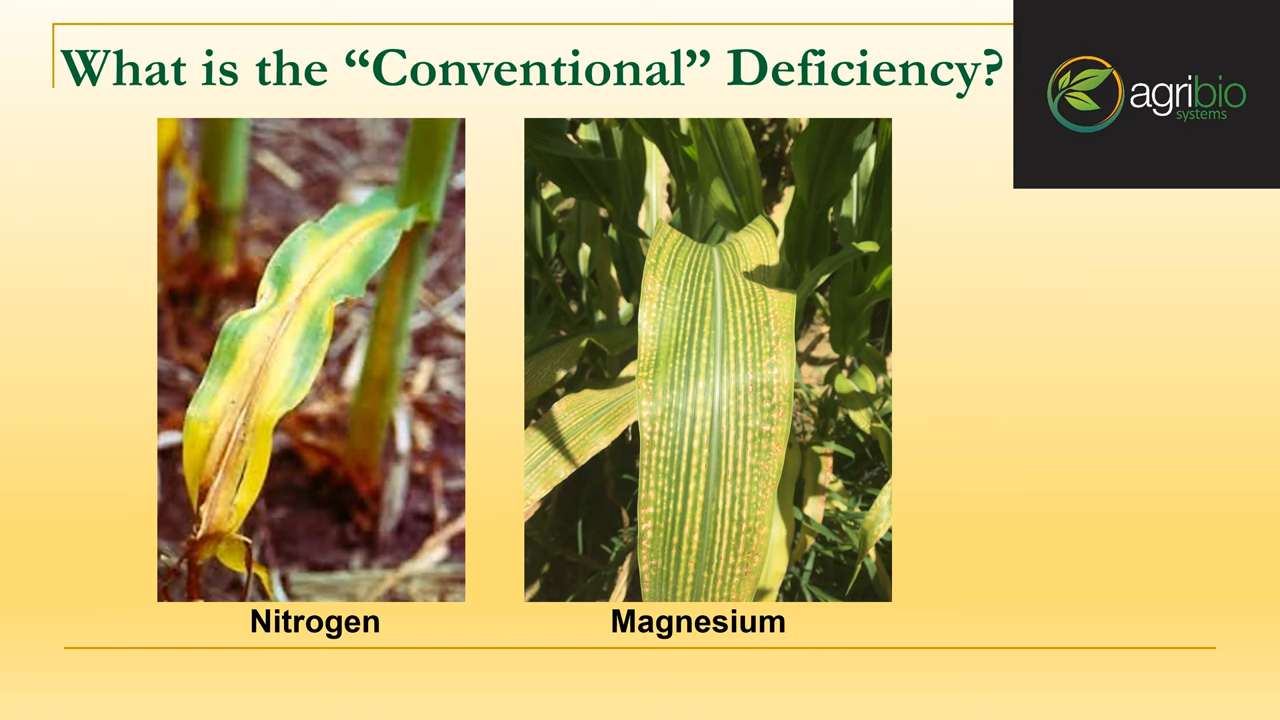 What is the “Conventional” Deficiency?
agribio
systems
Nitrogen
Magnesium